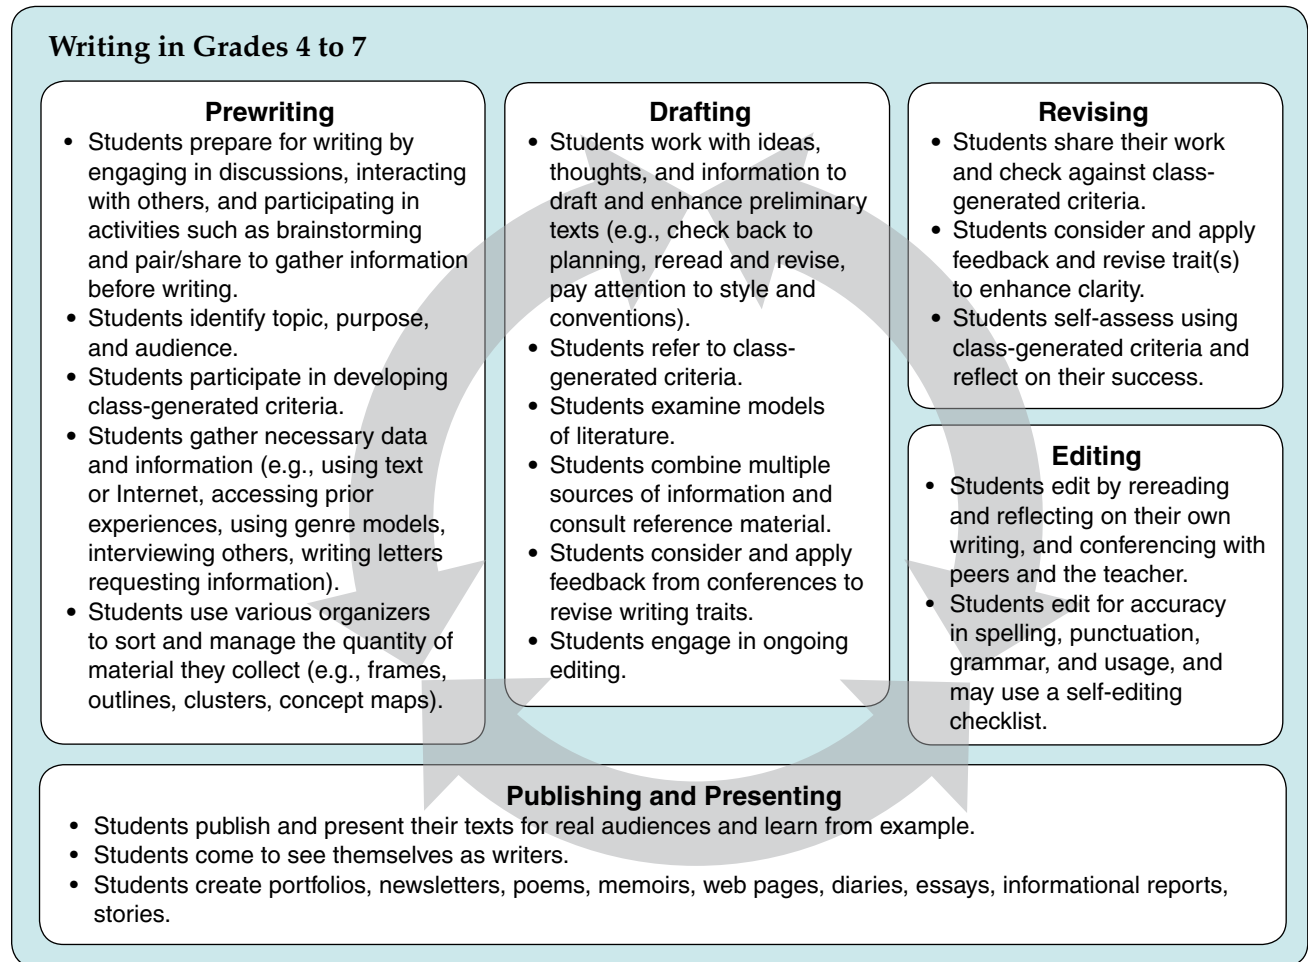 Writing in Grades 4 to 7
Prewriting
• Students prepare for writing by
engaging in discussions, interacting
with others, and participating in
activities such as brainstorming
and pair/share to gather information
before writing.
• Students identify topic, purpose,
and audience.
• Students participate in developing
class-generated criteria.
• Students gather necessary data
and information (e.g., using text
or Internet, accessing prior
experiences, using genre models,
interviewing others, writing letters
requesting information).
• Students use various organizers
to sort and manage the quantity of
material they collect (e.g., frames,
outlines, clusters, concept maps).
Drafting
• Students work with ideas,
thoughts, and information to
draft and enhance preliminary
texts (e.g., check back to
planning, reread and revise,
pay attention to style and
conventions).
• Students refer to class-
generated criteria.
• Students examine models
of literature.
• Students combine multiple
sources of information and
consult reference material.
• Students consider and apply
feedback from conferences to
revise writing traits.
• Students engage in ongoing
editing.
Revising
• Students share their work
and check against class-
generated criteria.
• Students consider and apply
feedback and revise trait(s)
to enhance clarity.
• Students self-assess using
class-generated criteria and
reflect on their success.
Editing
• Students edit by rereading
and reflecting on their own
writing, and conferencing with
peers and the teacher.
• Students edit for accuracy
in spelling, punctuation,
grammar, and usage, and
may use a self-editing
checklist.
Publishing and Presenting
• Students publish and present their texts for real audiences and learn from example.
• Students come to see themselves as writers.
• Students create portfolios, newsletters, poems, memoirs, web pages, diaries, essays, informational reports,
stories.